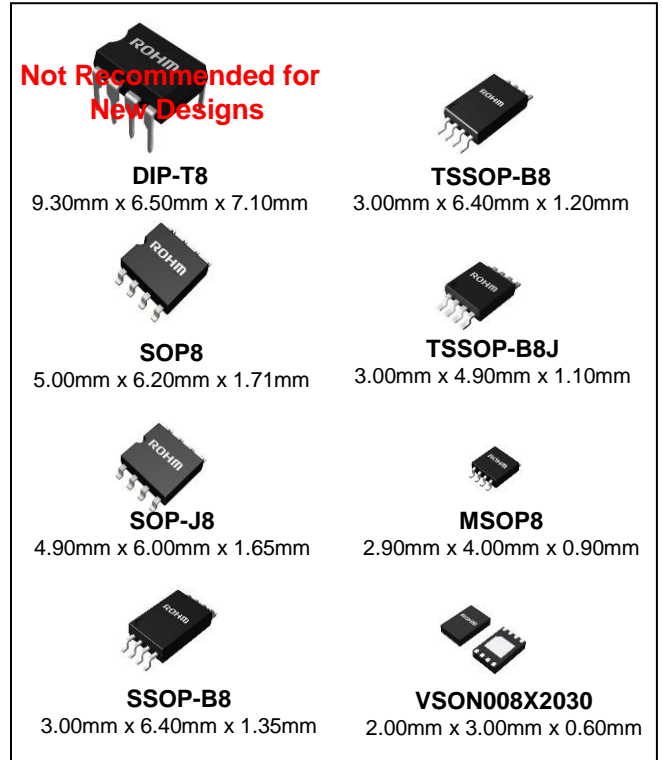 ROHM
Not Recommended for
New Designs
DIP-T8
9.30mm x 6.50mm x 7.10mm
ROHM
TSSOP-B8
3.00mm x 6.40mm x 1.20mm
ROHM
SOP8
5.00mm x 6.20mm x 1.71mm
ROHM
TSSOP-B8J
3.00mm x 4.90mm x 1.10mm
ROHM
SOP-J8
4.90mm x 6.00mm x 1.65mm
ROHM
MSOP8
2.90mm x 4.00mm x 0.90mm
ROHM
SSOP-B8
3.00mm x 6.40mm x 1.35mm
ROHM
VSON008X2030
2.00mm x 3.00mm x 0.60mm